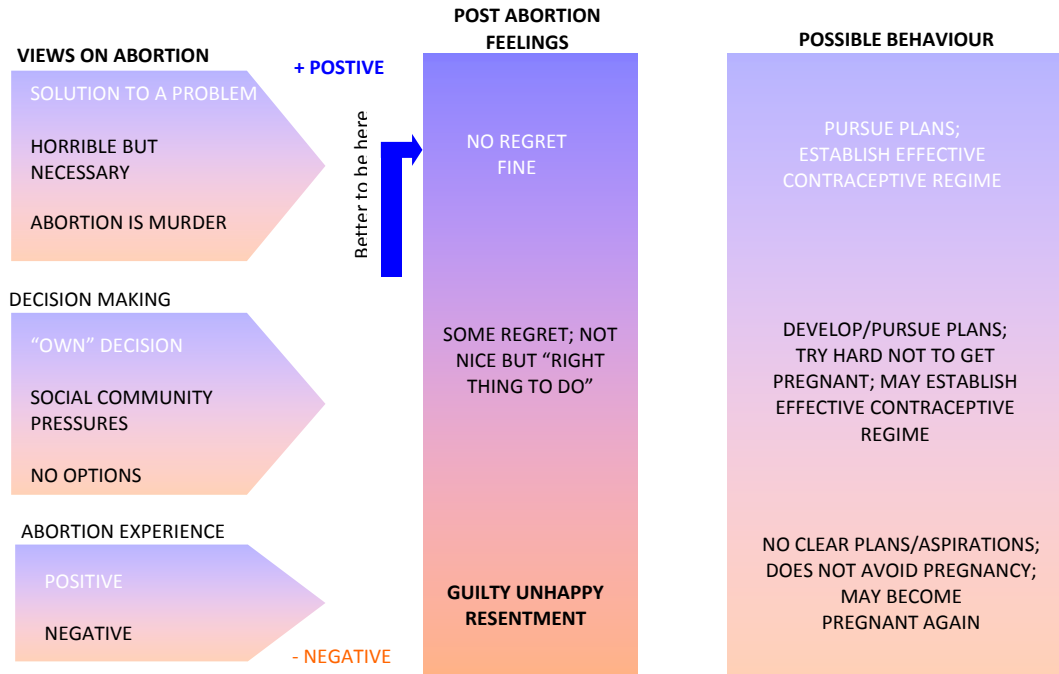 VIEWS ON ABORTION
SOLUTION TO A PROBLEM
HORRIBLE BUT
NECESSARY
ABORTION IS MURDER
DECISION MAKING
“OWN” DECISION
SOCIAL COMMUNITY
PRESSURES
NO OPTIONS
ABORTION EXPERIENCE
POSITIVE
NEGATIVE
+ POSTIVE
Better to be here
- NEGATIVE
POST ABORTION
FEELINGS
NO REGRET
FINE
SOME REGRET; NOT
NICE BUT “RIGHT
THING TO DO”
GUILTY UNHAPPY
RESENTMENT
POSSIBLE BEHAVIOUR
PURSUE PLANS;
ESTABLISH EFFECTIVE
CONTRACEPTIVE REGIME
DEVELOP/PURSUE PLANS;
TRY HARD NOT TO GET
PREGNANT; MAY ESTABLISH
EFFECTIVE CONTRACEPTIVE
REGIME
NO CLEAR PLANS/ASPIRATIONS;
DOES NOT AVOID PREGNANCY;
MAY BECOME
PREGNANT AGAIN